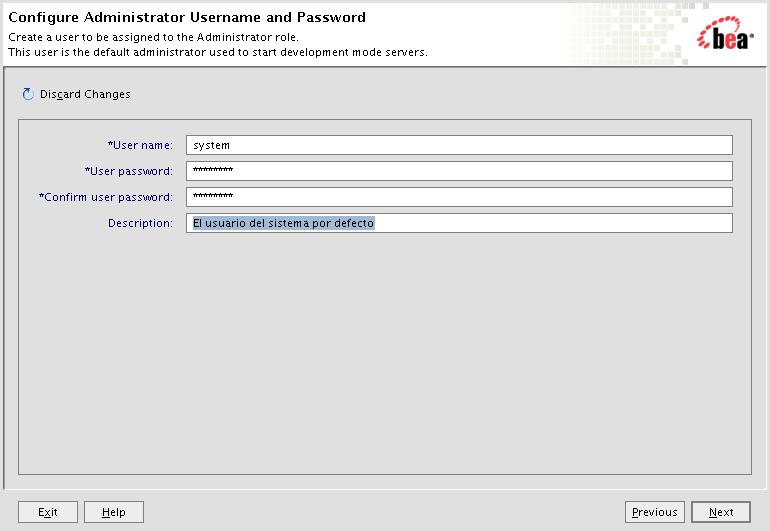 Configure Administrator Username and Password
Create a user to be assigned to the Administrator role.
This user is the default administrator used to start development mode servers.
bea
Discard Changes
*User name: system
*User password: ********
*Confirm user password: ********
Description: El usuario del sistema por defecto
Exit Help Previous Next